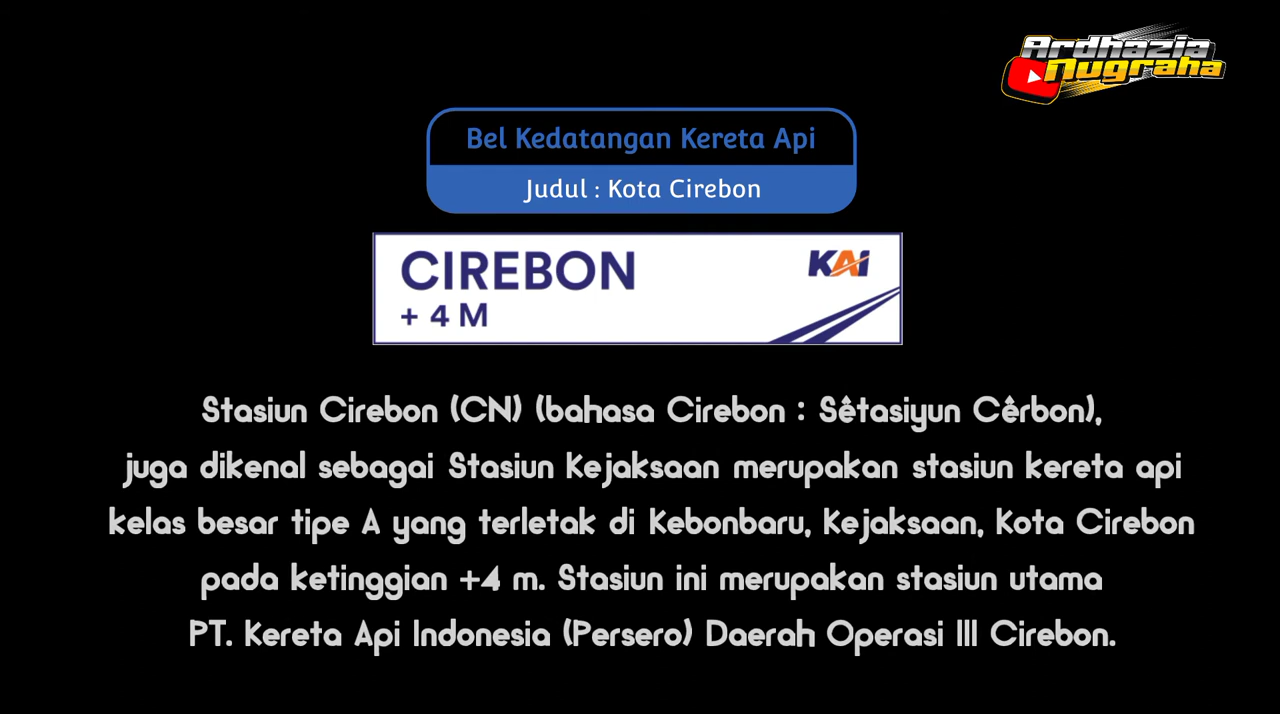 Ardhazia
Nugraha
Bel Kedatangan Kereta Api
Judul : Kota Cirebon
CIREBON
KAI
+ 4 M
Stasiun Cirebon (CN) (bahasa Cirebon : Sêtasiyun Cêrbon),
juga dikenal sebagai Stasiun Kejaksaan merupakan stasiun kereta api
kelas besar tipe A yang terletak di Kebonbaru, Kejaksaan, Kota Cirebon
pada ketinggian +4 m. Stasiun ini merupakan stasiun utama
PT. Kereta Api Indonesia (Persero) Daerah Operasi III Cirebon.